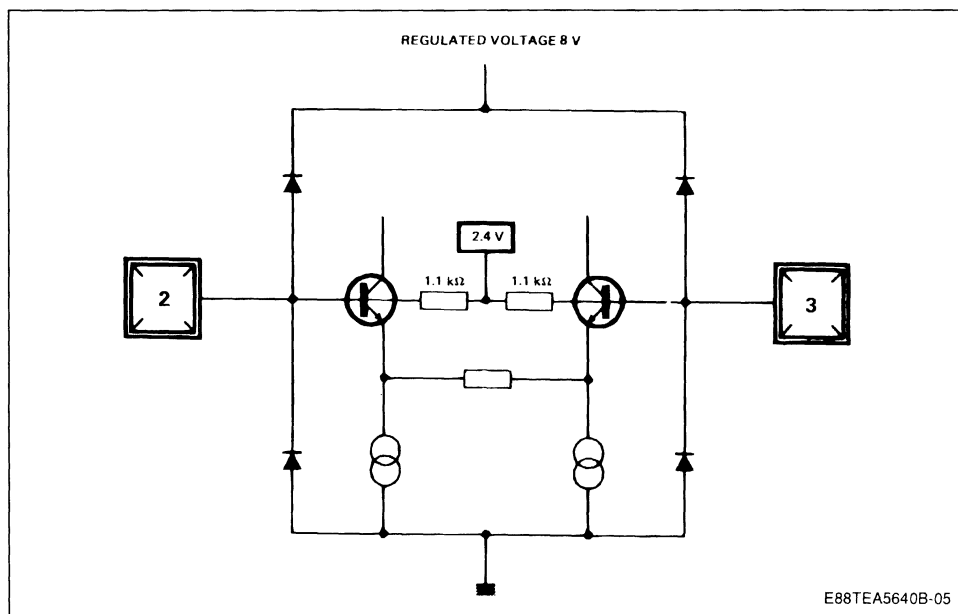 REGULATED VOLTAGE 8 V
2.4 V
1.1 kΩ 1.1 kΩ
2
3
E88TEA5640B-05